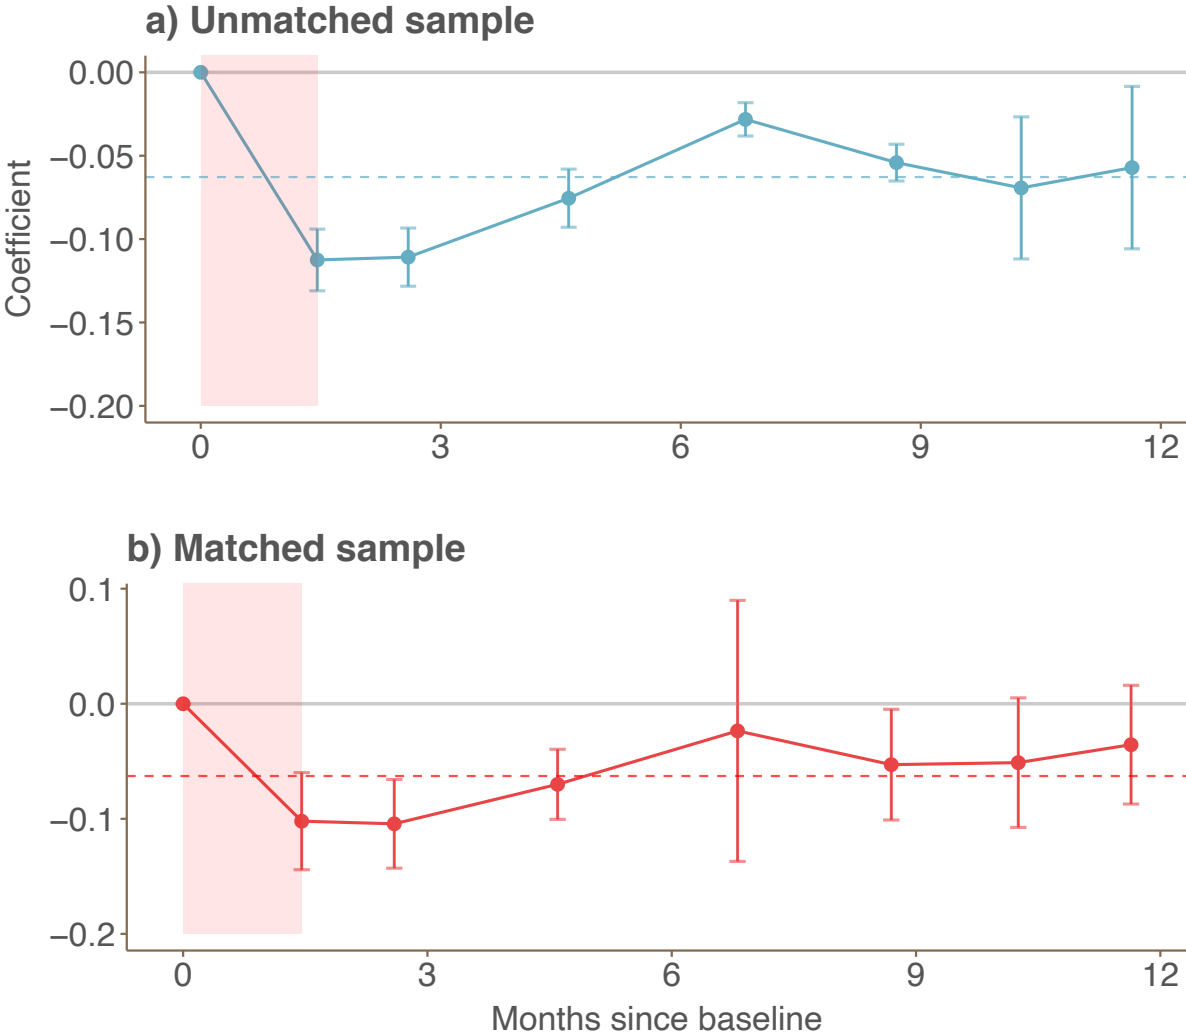 a) Unmatched sample
0.00
−0.05
−0.10
−0.15
−0.20
Coefficient
0 3 6 9 12
b) Matched sample
0.1
0.0
−0.1
−0.2
0 3 6 9 12
Months since baseline